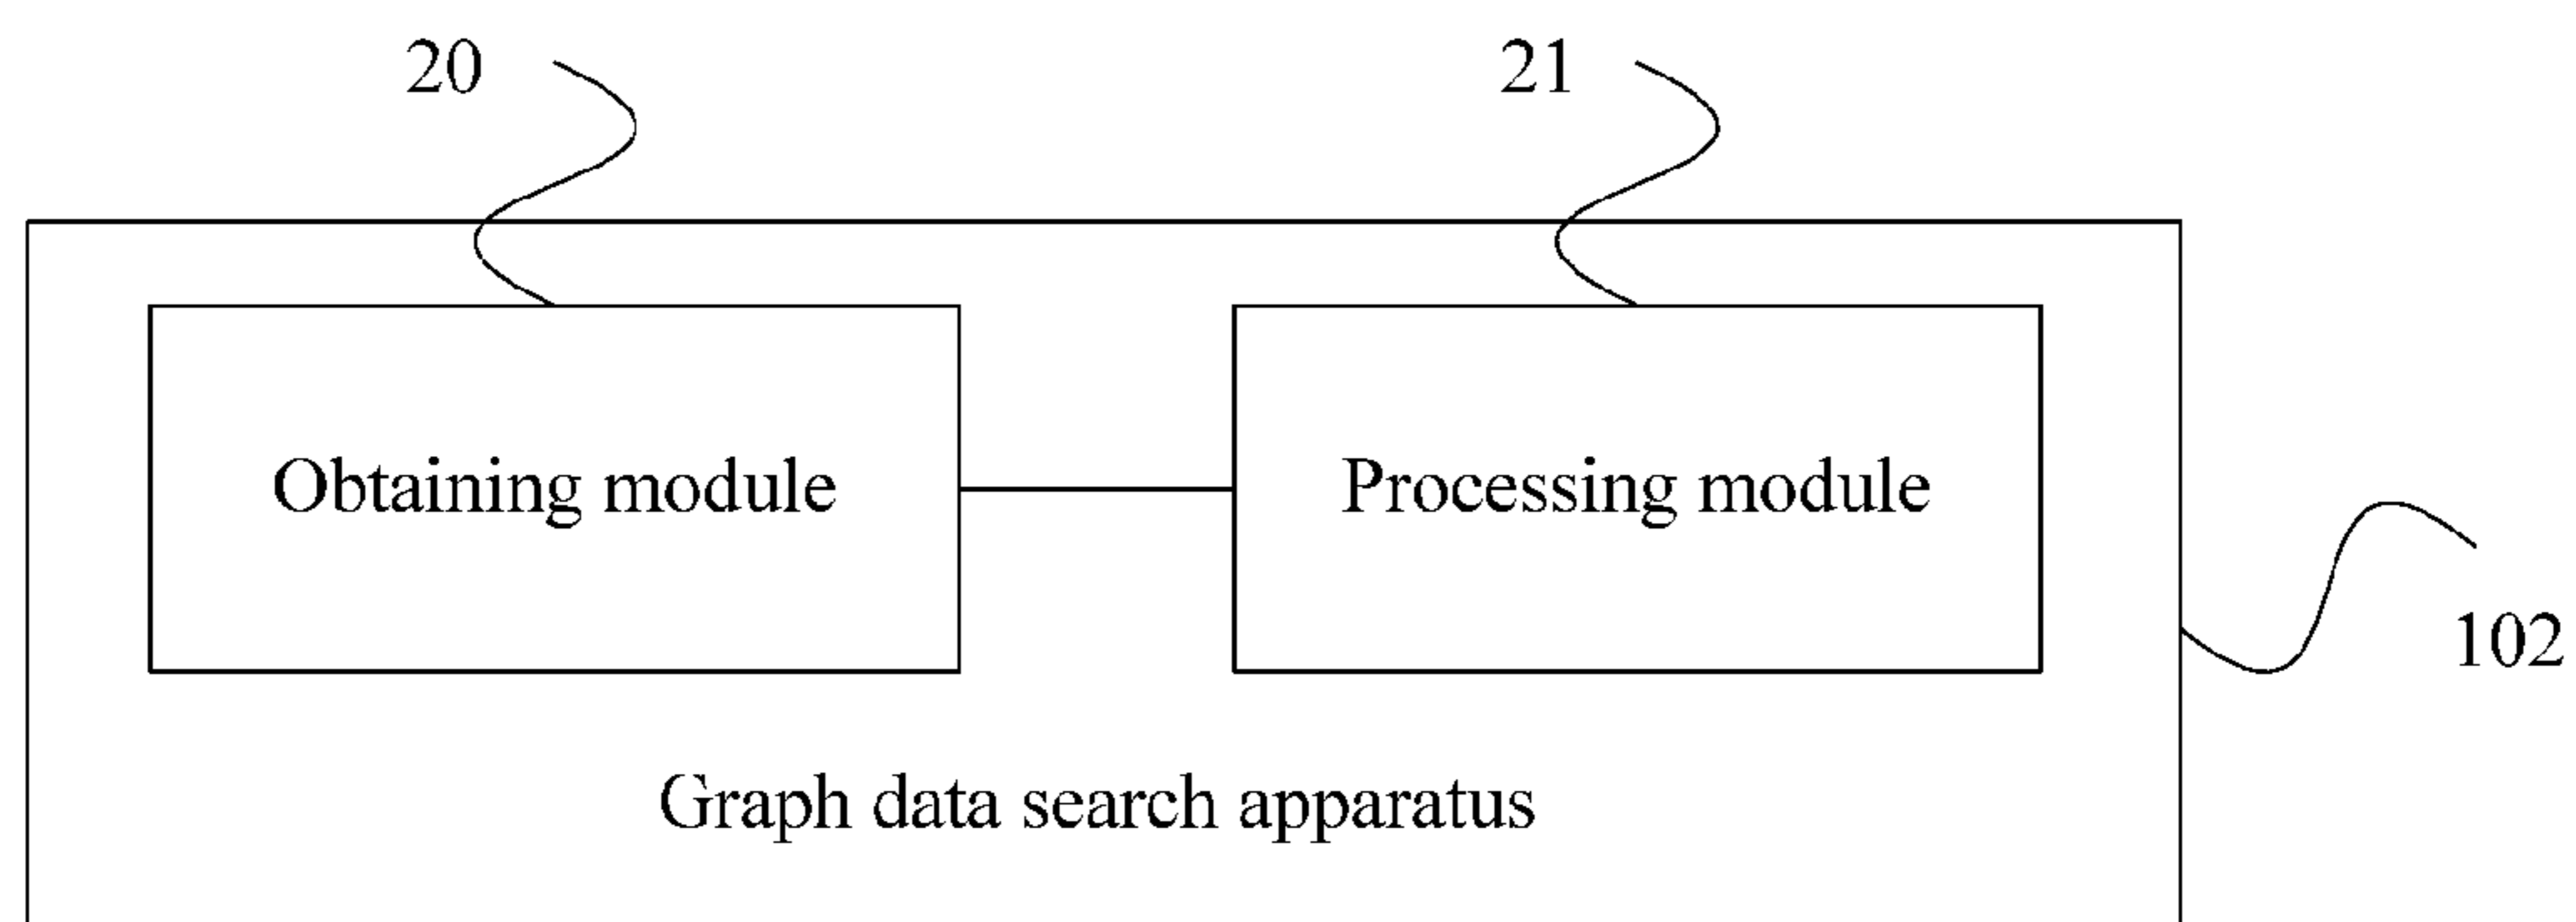 20
21
Obtaining module
Processing module
102
Graph data search apparatus